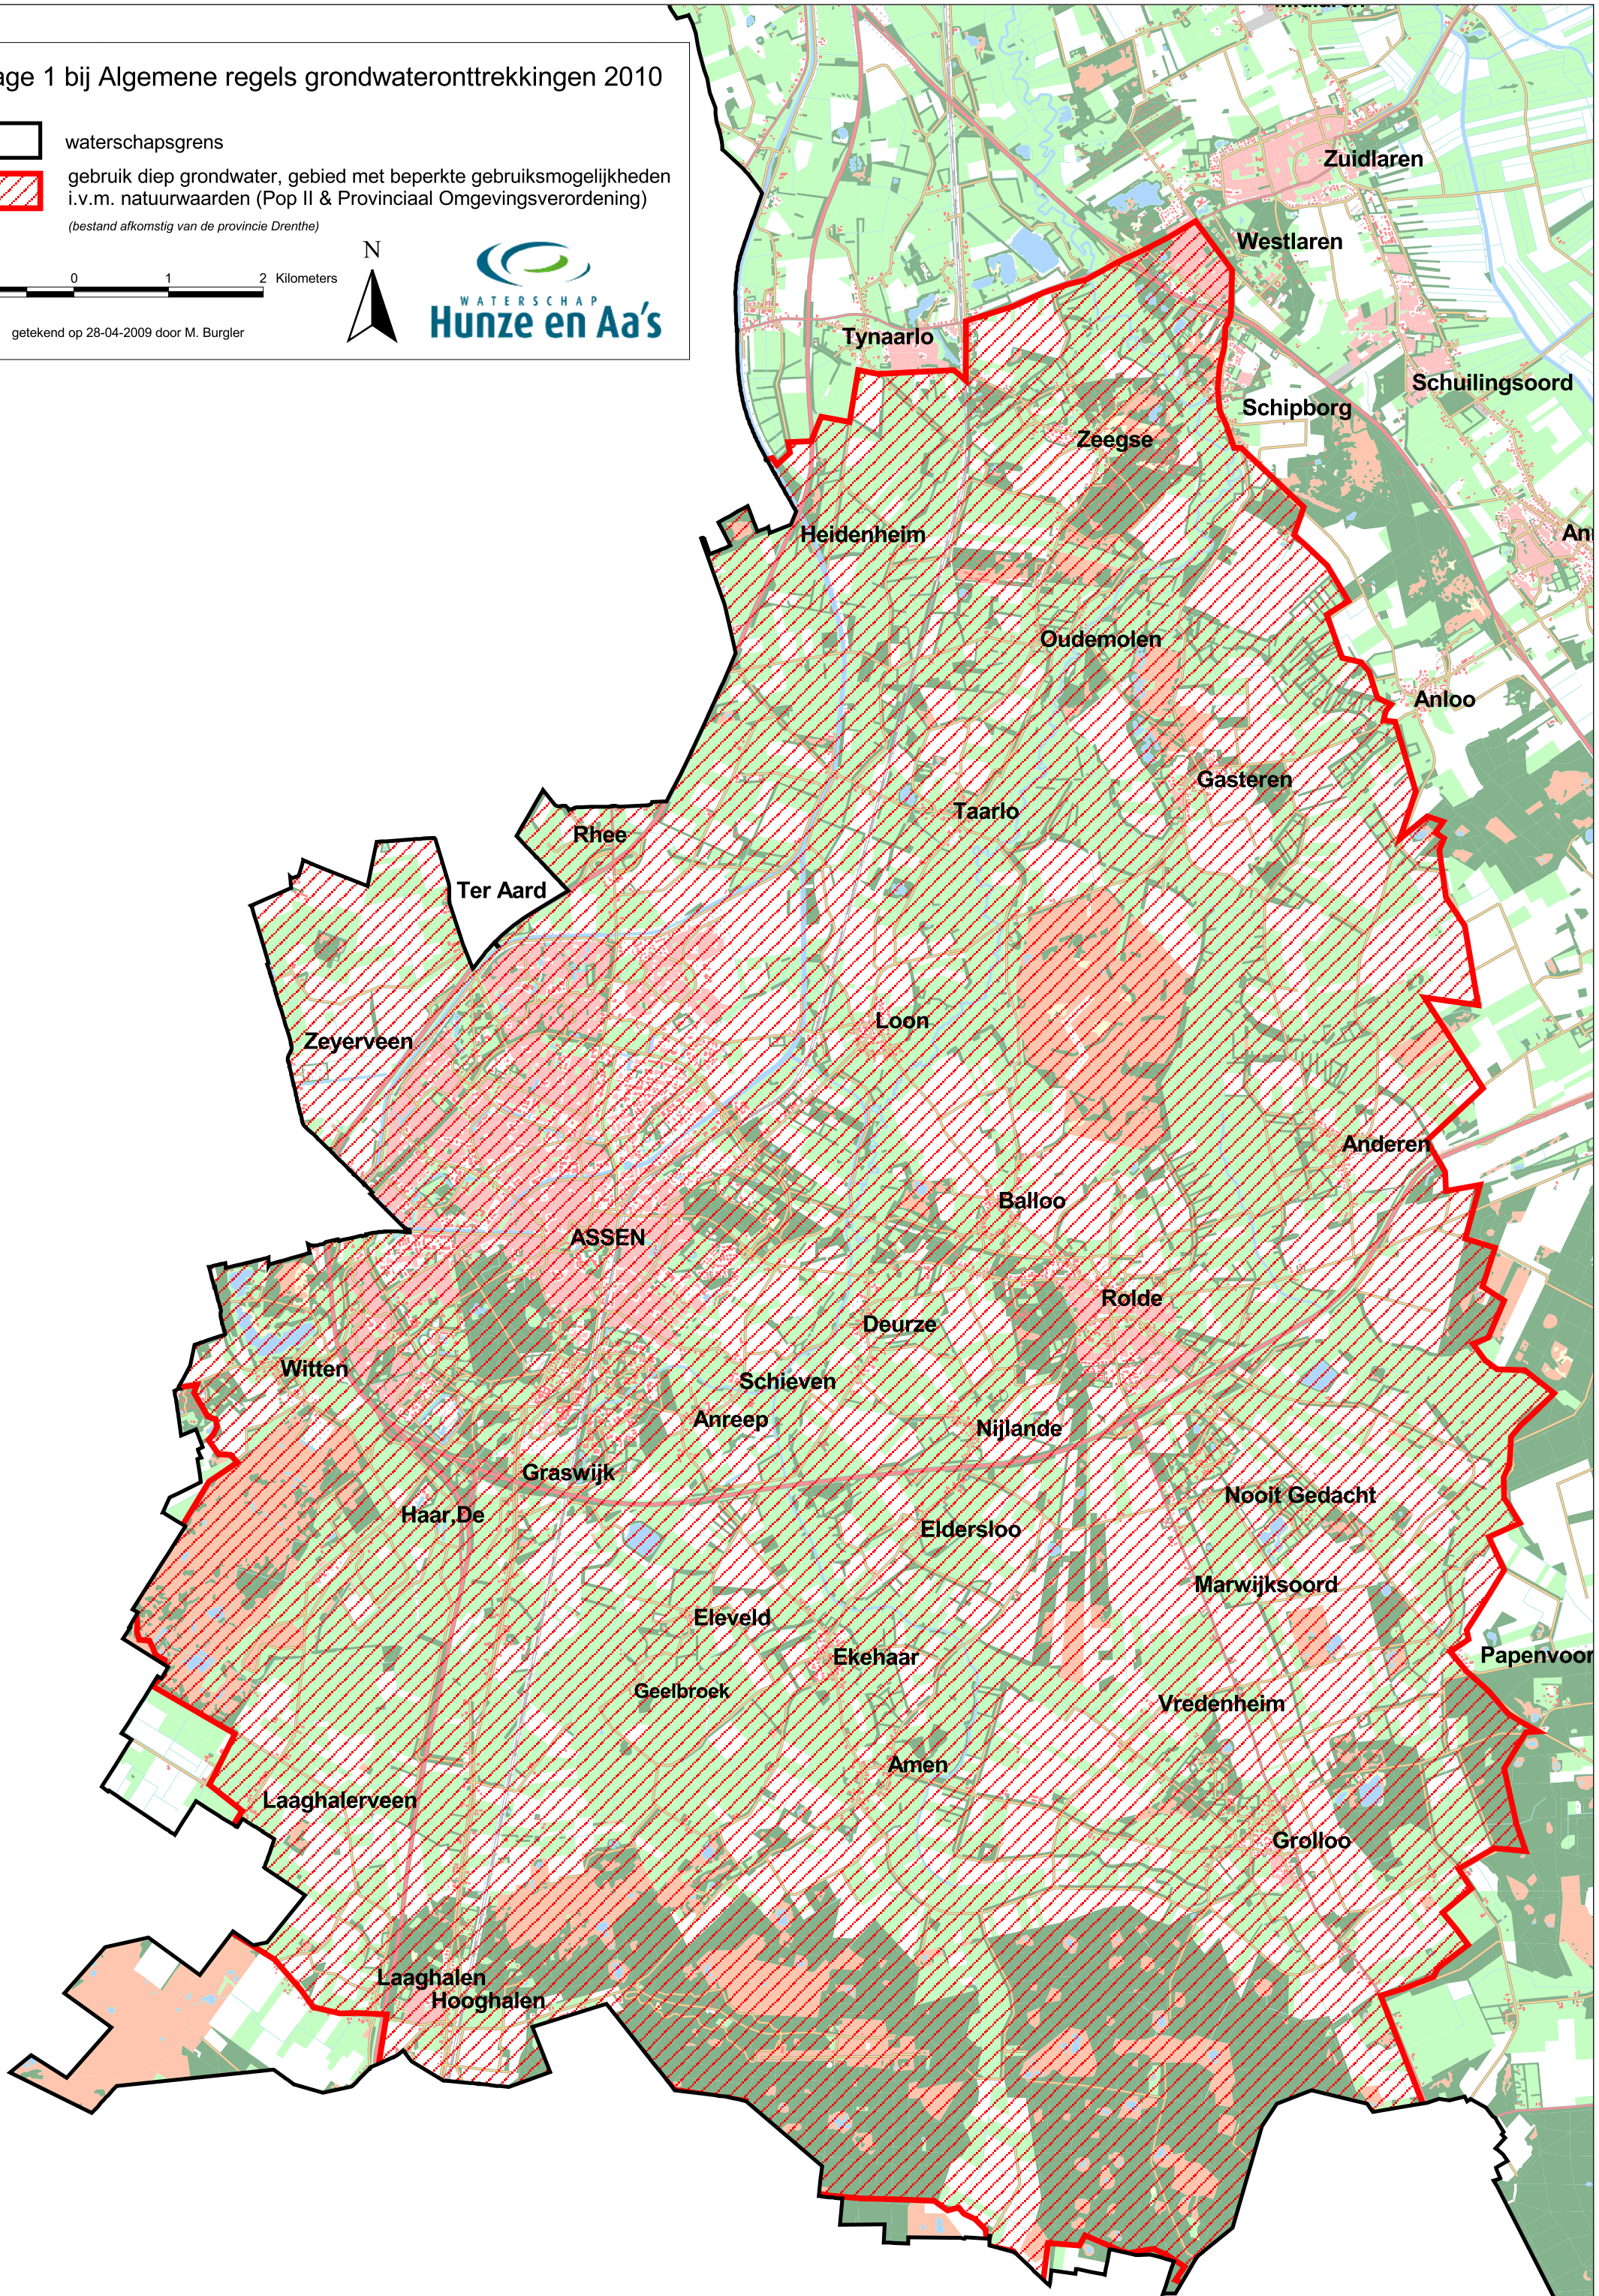 age 1 bij Algemene regels grondwateronttrekkingen 2010
waterschapsgrens
gebruik diep grondwater, gebied met beperkte gebruiksmogelijkheden
i.v.m. natuurwaarden (Pop II & Provinciaal Omgevingsverordening)
(bestand afkomstig van de provincie Drenthe)
N
0 1 2 Kilometers
WATERSCHAP
Hunze en Aa's
getekend op 28-04-2009 door M. Burgler
Zuidlaren
Westlaren
Tynaarlo
Schuilingsoord
Schipborg
Zeegse
Heidenheim
An
Oudemolen
Anloo
Gasteren
Taarlo
Rhee
Ter Aard
Loon
Zeyerveen
Anderen
Balloo
ASSEN
Rolde
Deurze
Witten
Schieven
Anreep
Nijlande
Graswijk
Nooit Gedacht
Haar,De
Eldersloo
Marwijksoord
Eleveld
Ekehaar
Papenvoor
Geelbroek
Vredenheim
Amen
Laaghalerveen
Grolloo
Laaghalen
Hooghalen